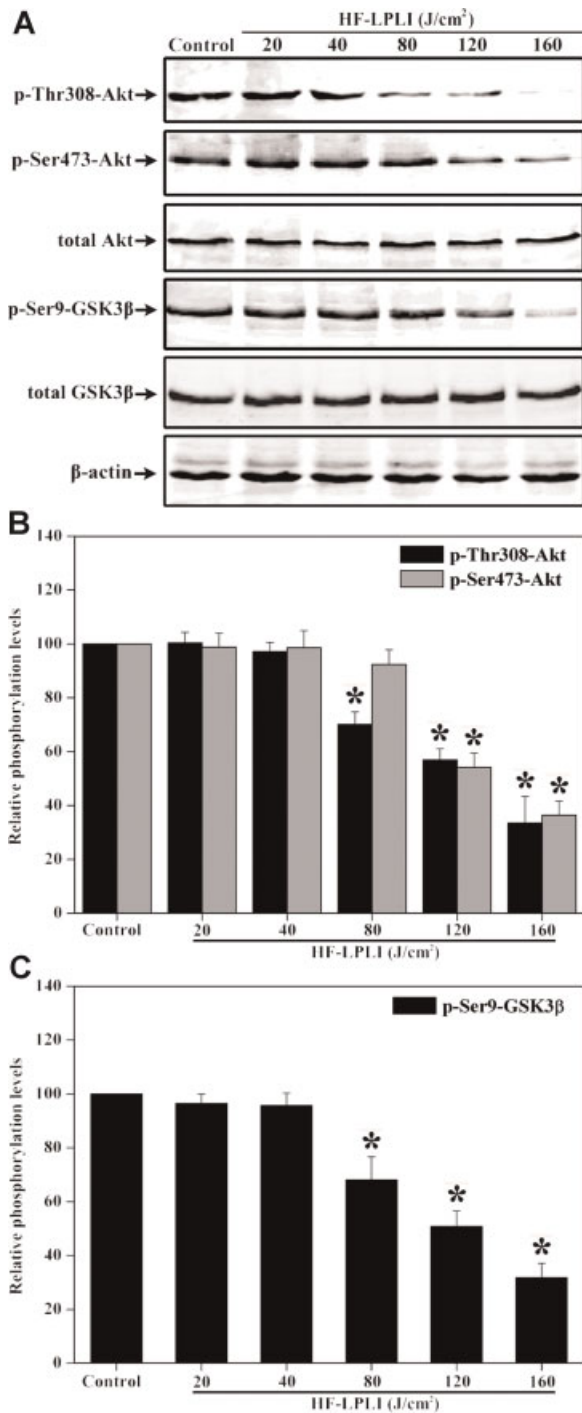 A
HF-LPLI (J/cm²)
Control 20 40 80 120 160
p-Thr308-Akt
p-Ser473-Akt
total Akt
p-Ser9-GSK3β
total GSK3β
β-actin
B
140
120
100
80
60
40
20
0
Relative phosphorylation levels
p-Thr308-Akt
p-Ser473-Akt
* * * * *
Control 20 40 80 120 160
HF-LPLI (J/cm²)
C
140
120
100
80
60
40
20
0
Relative phosphorylation levels
p-Ser9-GSK3β
* * *
Control 20 40 80 120 160
HF-LPLI (J/cm²)